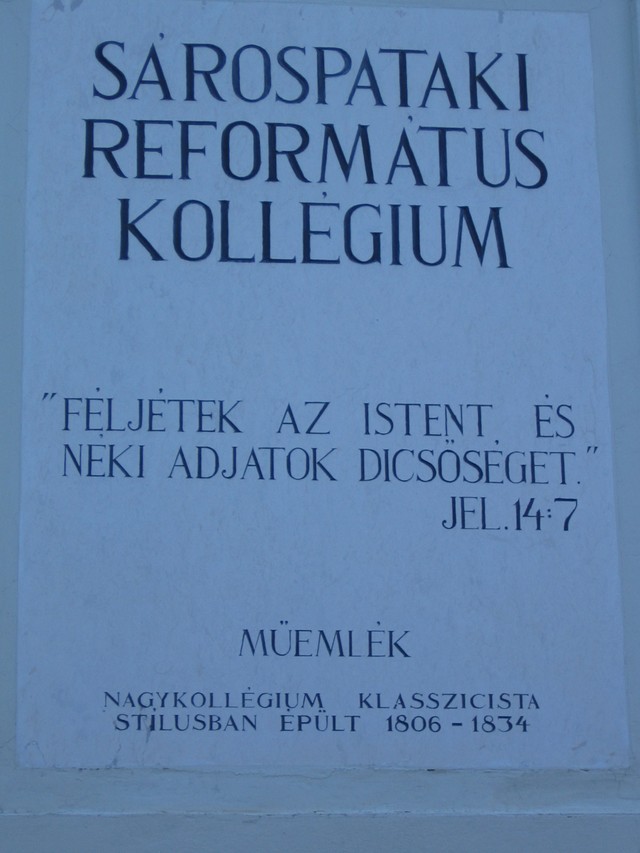 SÁROSPATAKI
REFORMÁTUS
KOLLÉGIUM
"FÉLJÉTEK AZ ISTENT, ÉS
NÉKI ADJATOK DICSŐSÉGET."
JEL. 14:7
MŰEMLÉK
NAGYKOLLÉGIUM KLASSZICISTA
STÍLUSBAN ÉPÜLT 1806 - 1834